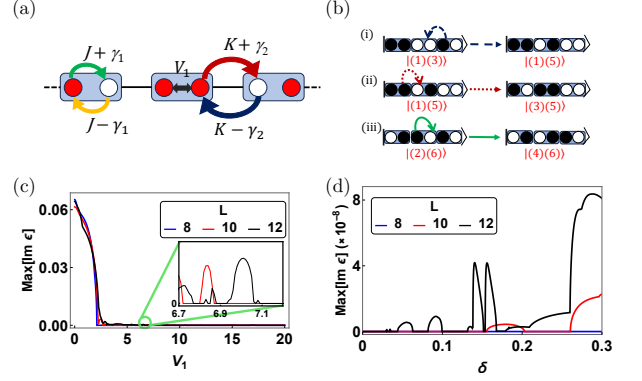 (a)
J + γ₁
J − γ₁
V₁
K + γ₂
K − γ₂
(b)
(i)
|(1)(3)⟩
|(1)(5)⟩
(ii)
|(1)(5)⟩
|(3)(5)⟩
(iii)
|(2)(6)⟩
|(4)(6)⟩
(c)
Max[Im ϵ]
0.06
0.03
0.00
L
8 10 12
0
6.7 6.9 7.1
0 5 10 15 20
V₁
(d)
Max[Im ϵ] (*10⁻⁸)
8
4
0
L
8 10 12
0 0.1 0.2 0.3
δ